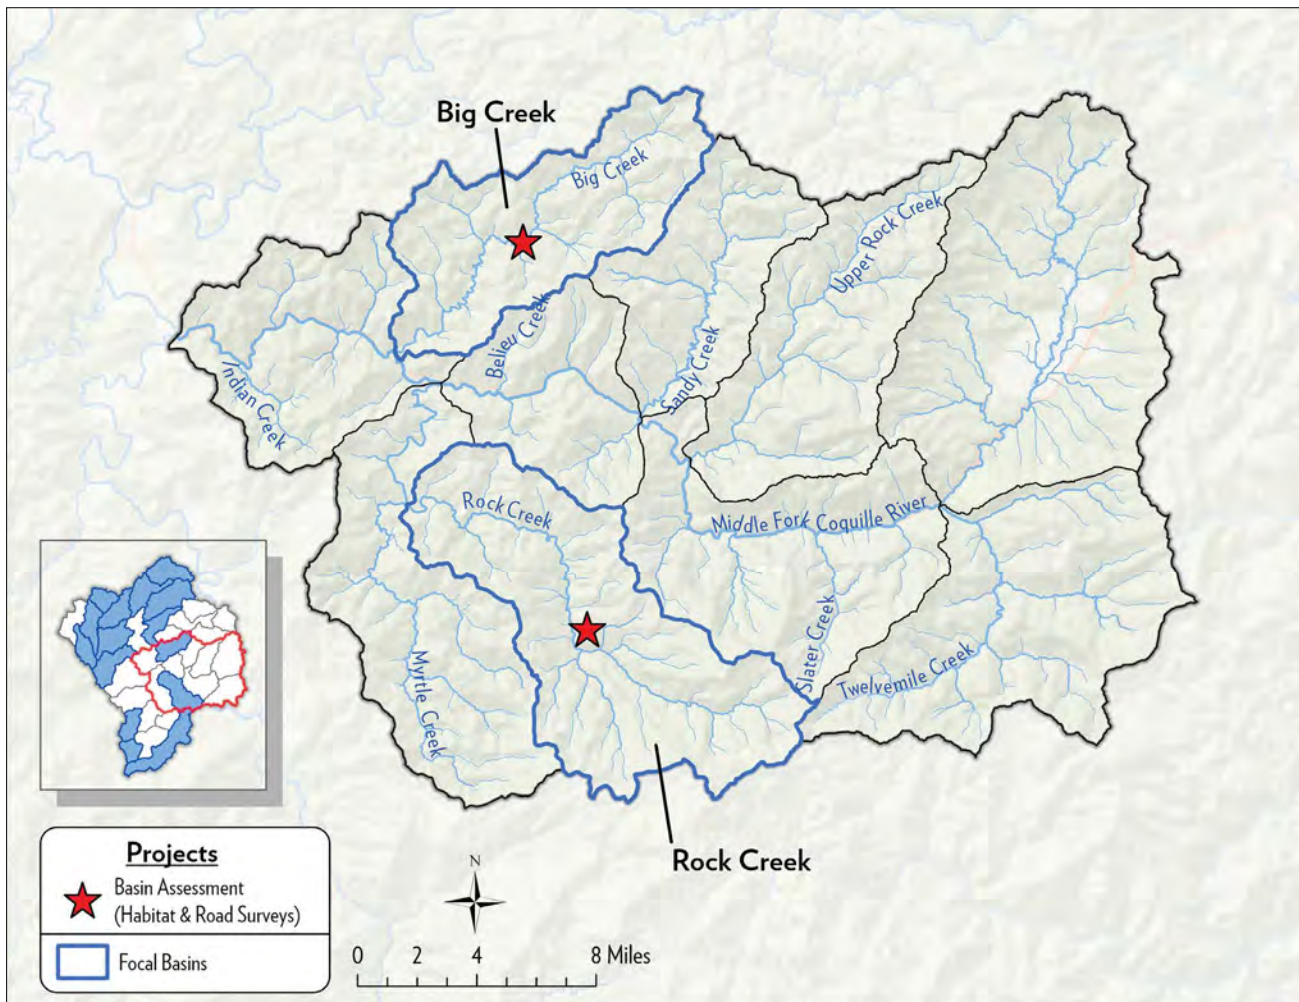 Big Creek
Big Creek
Upper Rock Creek
Belieu Creek
Sandy Creek
Indian Creek
Rock Creek
Middle Fork Coquille River
Slater Creek
Twelvemile Creek
Myrtle Creek
Rock Creek
Projects
Basin Assessment
(Habitat & Road Surveys)
Focal Basins
N
0 2 4 8 Miles